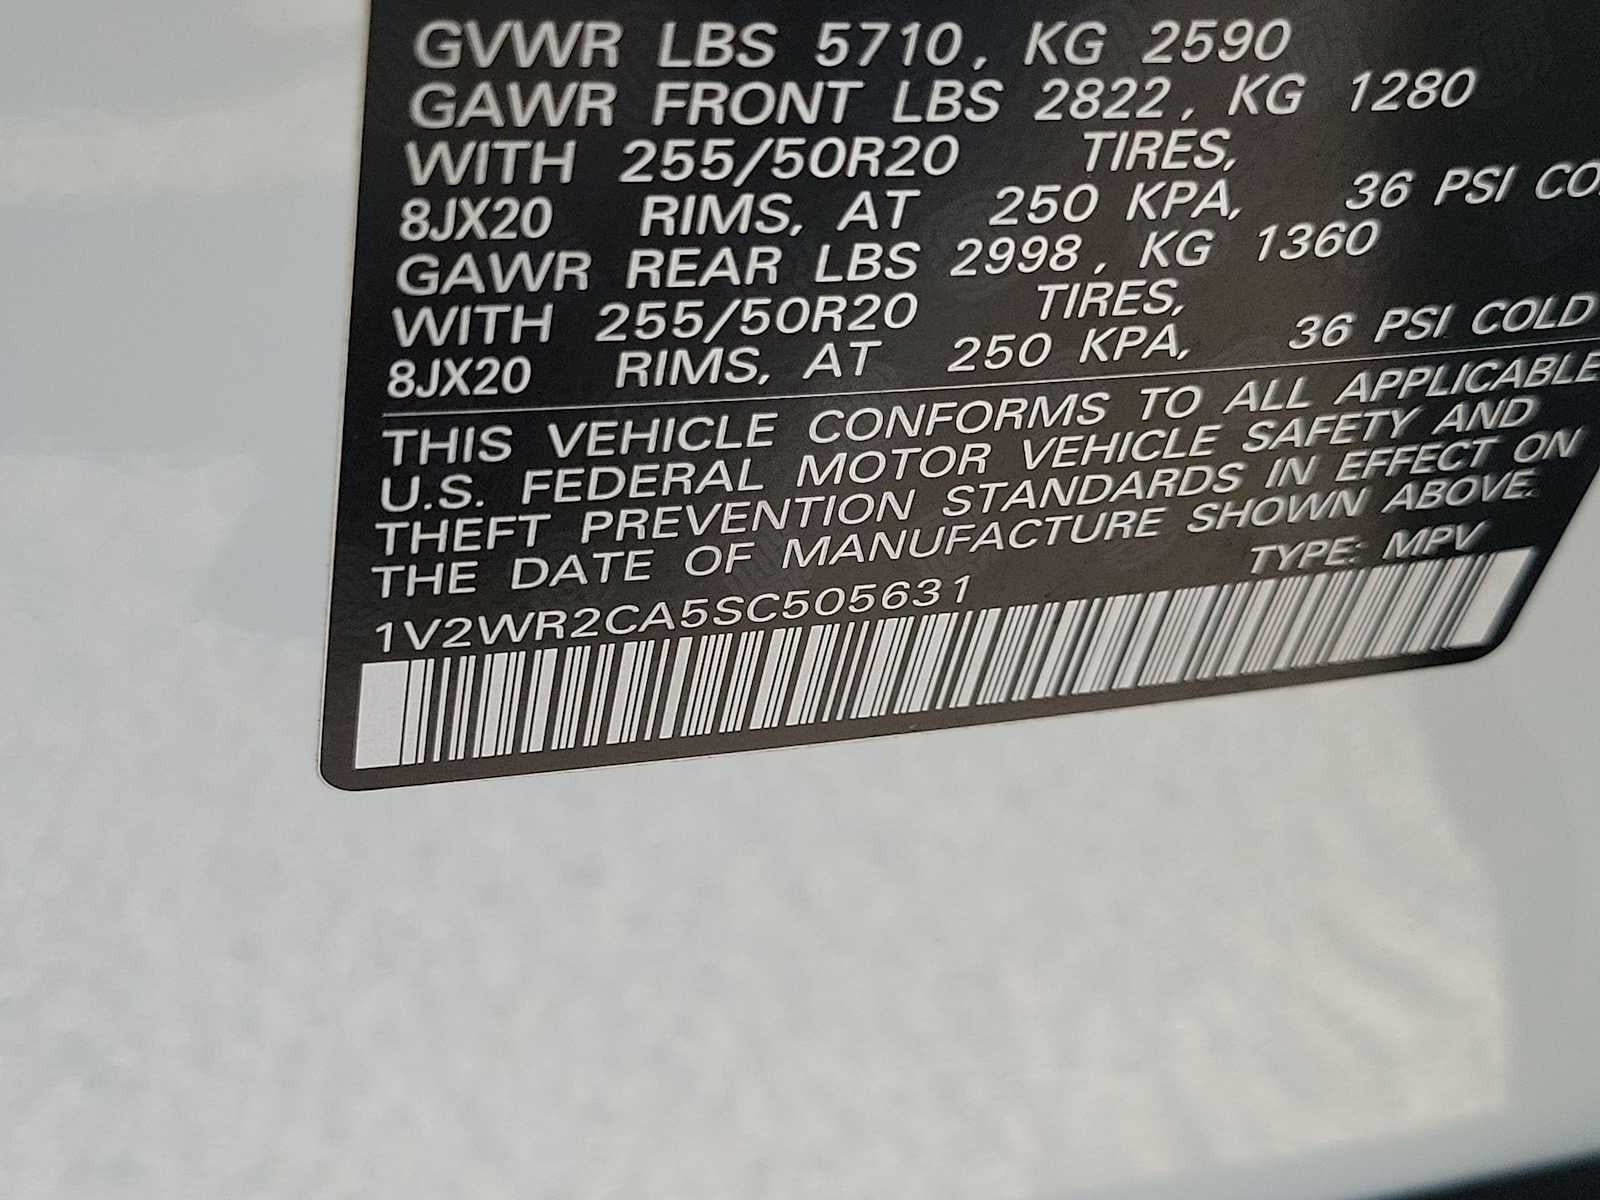 GVWR LBS 5710, KG 2590
GAWR FRONT LBS 2822, KG 1280
WITH 255/50R20 TIRES,
8JX20 RIMS, AT 250 KPA, 36 PSI CO
GAWR REAR LBS 2998, KG 1360
WITH 255/50R20 TIRES,
8JX20 RIMS, AT 250 KPA, 36 PSI COLD
THIS VEHICLE CONFORMS TO ALL APPLICABLE
U.S. FEDERAL MOTOR VEHICLE SAFETY AND
THEFT PREVENTION STANDARDS IN EFFECT ON
THE DATE OF MANUFACTURE SHOWN ABOVE.
1V2WR2CA5SC505631 TYPE: MPV